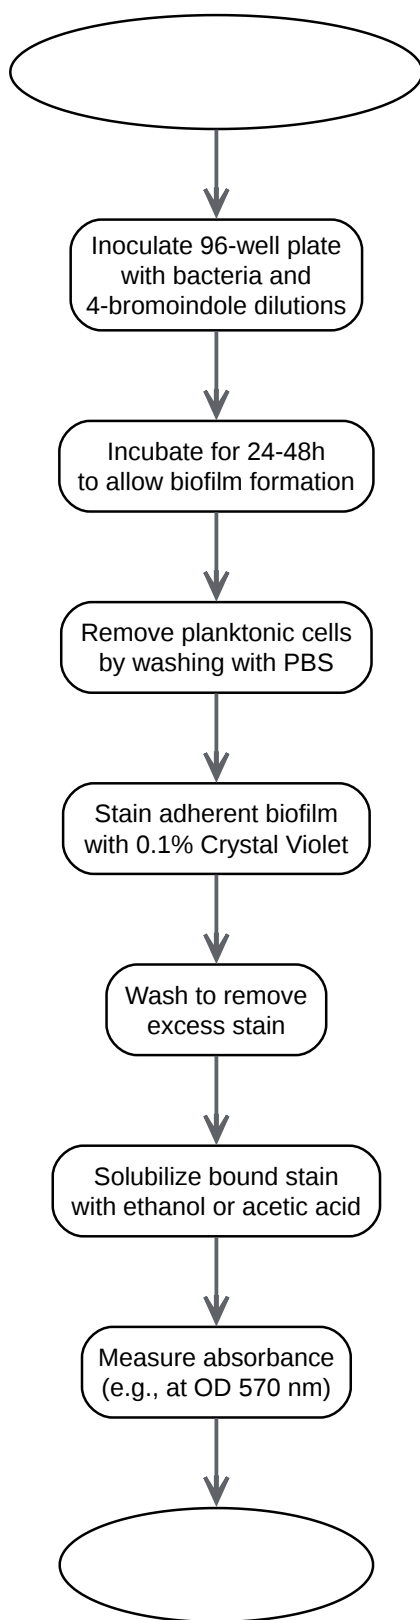 Inoculate 96-well plate
with bacteria and
4-bromoindole dilutions
Incubate for 24-48h
to allow biofilm formation
Remove planktonic cells
by washing with PBS
Stain adherent biofilm
with 0.1% Crystal Violet
Wash to remove
excess stain
Solubilize bound stain
with ethanol or acetic acid
Measure absorbance
(e.g., at OD 570 nm)